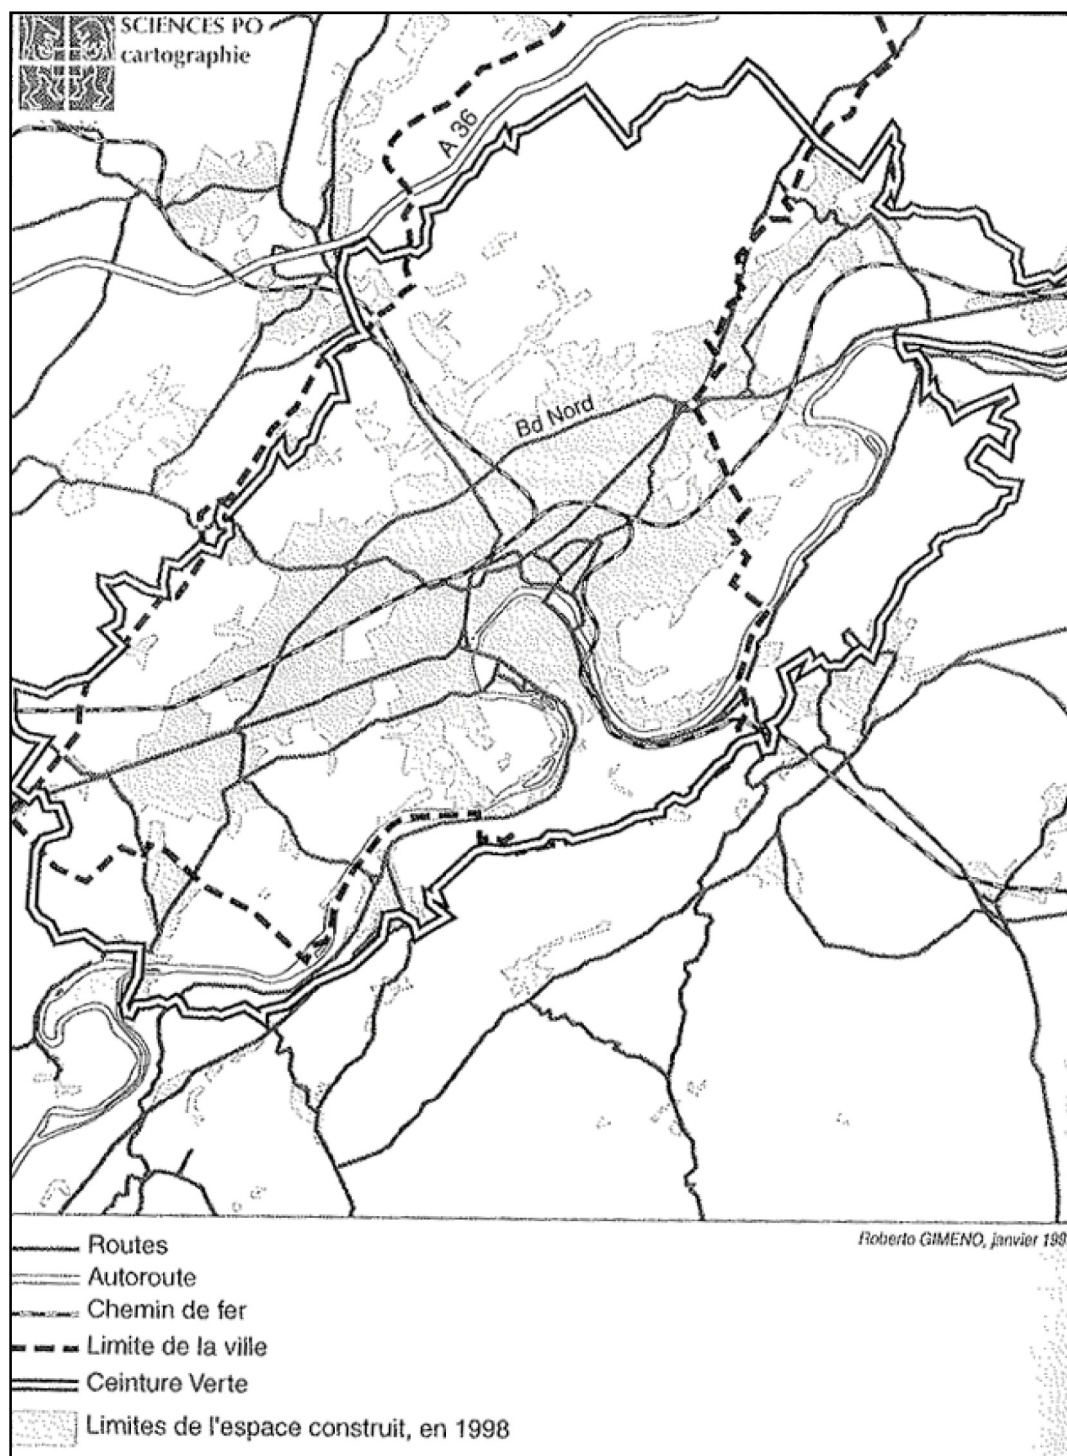 SCIENCES PO
cartographie
A 36
Bd Nord
Roberto GIMENO, janvier
Routes
Autoroute
Chemin de fer
Limite de la ville
Ceinture Verte
Limites de l'espace construit, en 1998